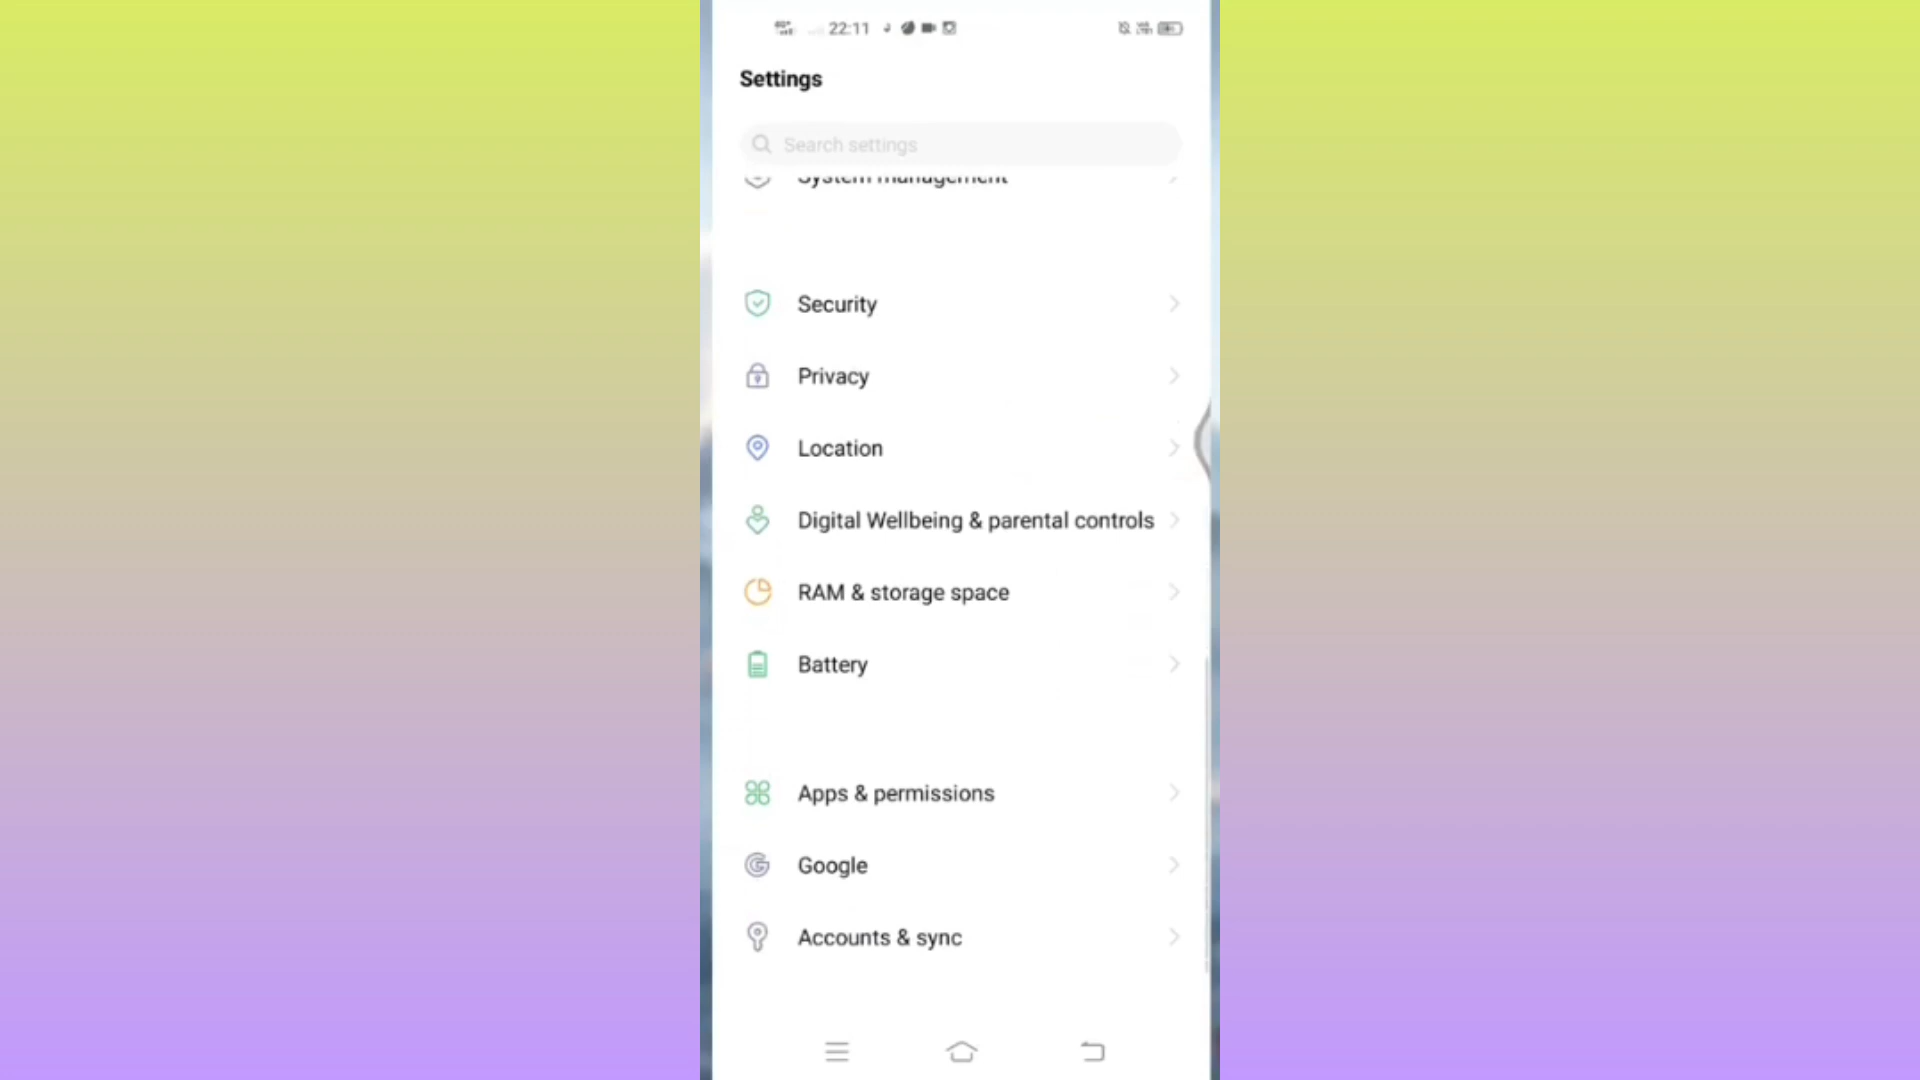 22:11
Settings
Search settings
System management
Security
Privacy
Location
Digital Wellbeing & parental controls
RAM & storage space
Battery
Apps & permissions
Google
Accounts & sync